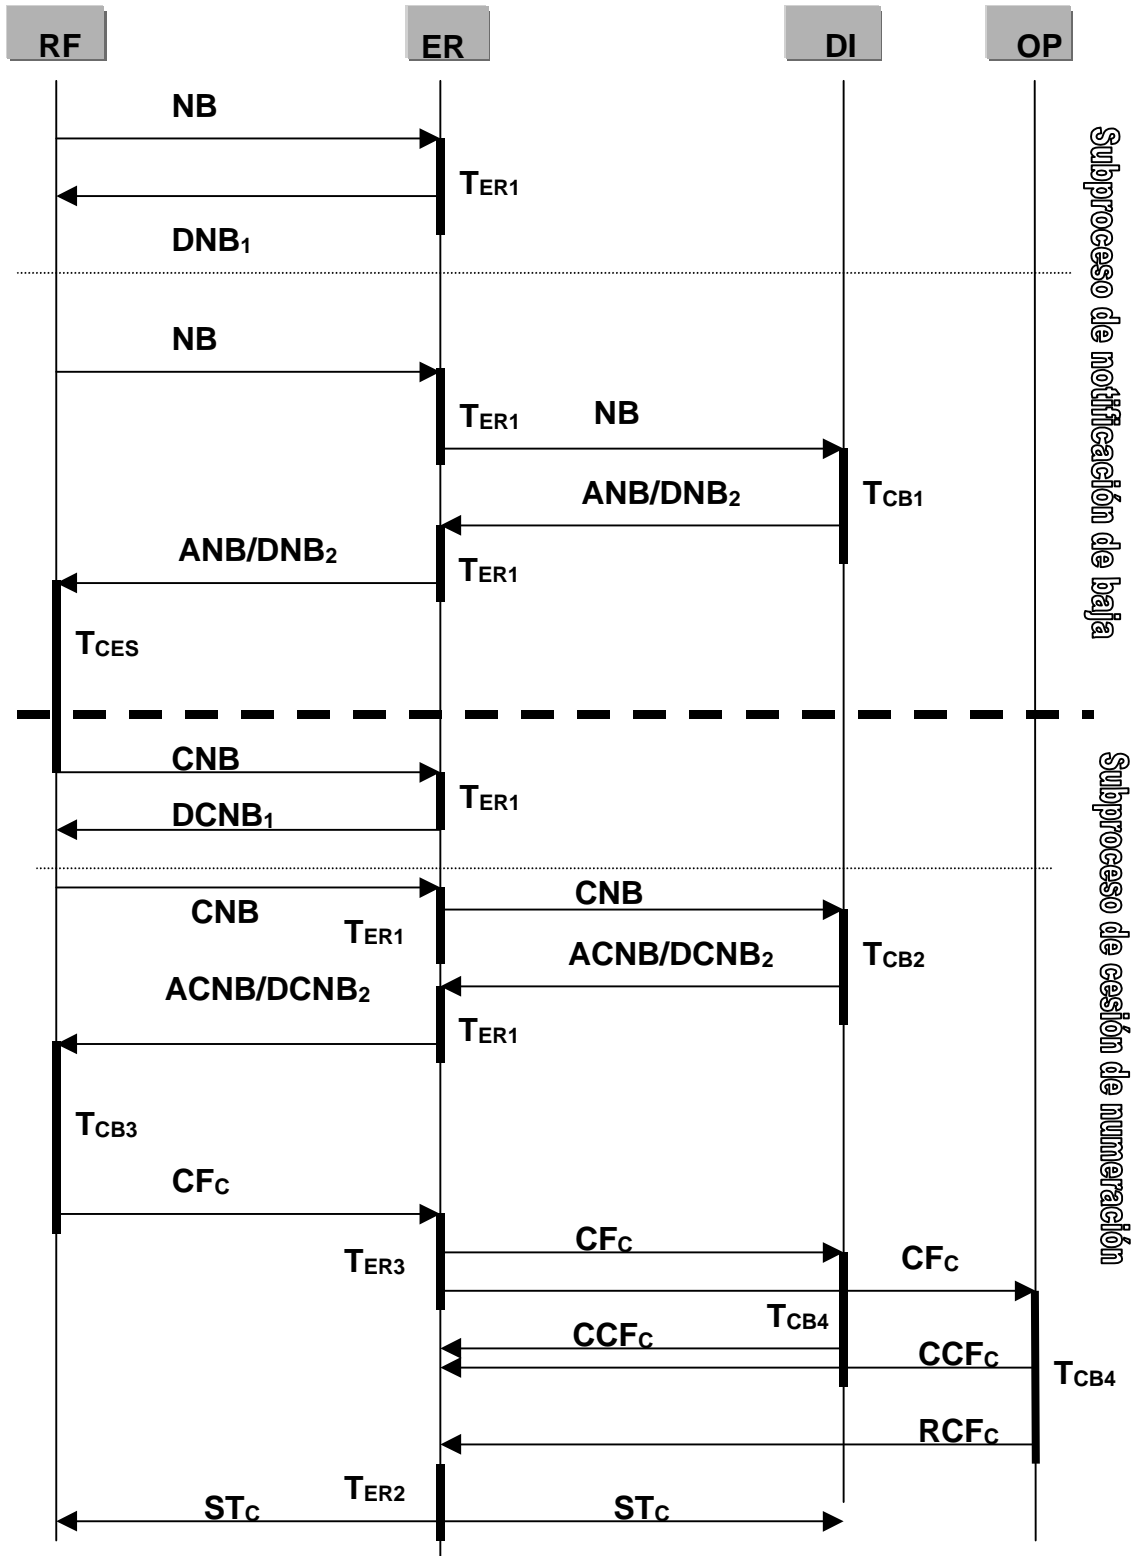 RF ER DI OP
NB
TER1
DNB1
NB
TER1 NB
ANB/DNB2 TCB1
ANB/DNB2
TER1
TCES
Subproceso de notificación de baja
CNB
TER1
DCNB1
CNB
CNB
TER1
ACNB/DCNB2 TCB2
ACNB/DCNB2
TER1
TCB3
CFC
CFC
TER3 CFC
TCB4
CCFC
CCFC TCB4
RCFC
TER2
STC STC
Subproceso de cesión de numeración